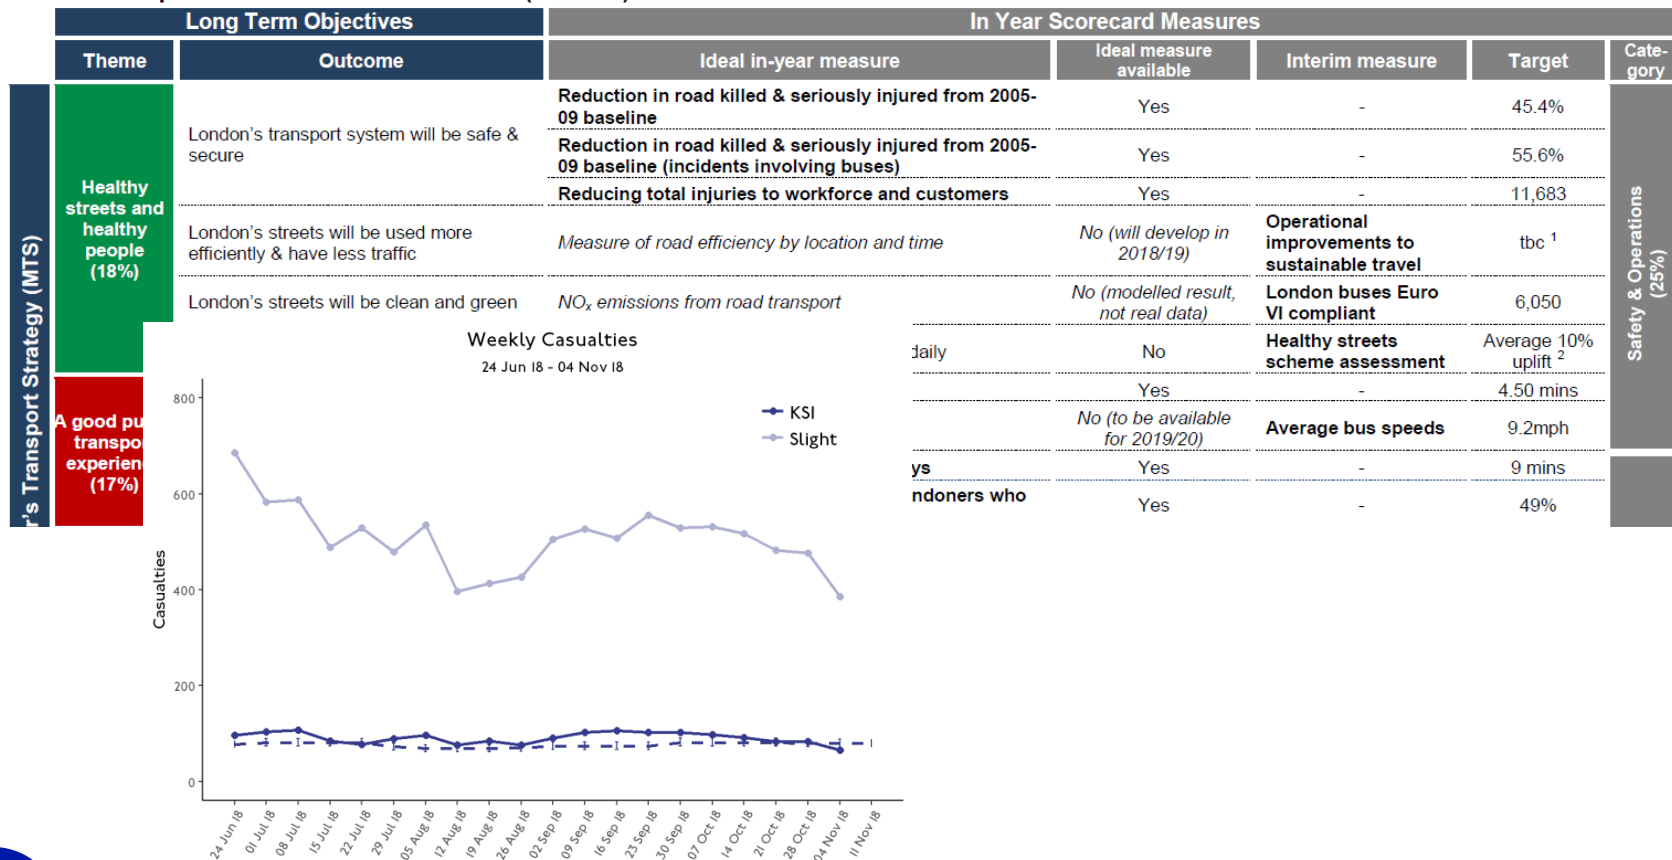 Long Term Objectives
In Year Scorecard Measures
Theme
Outcome
Ideal in-year measure
Ideal measure
available
Interim measure
Target
Cate-
gory
r's Transport Strategy (MTS)
Healthy
streets and
healthy
people
(18%)
London's transport system will be safe &
secure
Reduction in road killed & seriously injured from 2005-
09 baseline
Yes
-
45.4%
Reduction in road killed & seriously injured from 2005-
09 baseline (incidents involving buses)
Yes
-
55.6%
Reducing total injuries to workforce and customers
Yes
-
11,683
London's streets will be used more
efficiently & have less traffic
Measure of road efficiency by location and time
No (will develop in
2018/19)
Operational
improvements to
sustainable travel
tbc 1
London's streets will be clean and green
NOx emissions from road transport
No (modelled result,
not real data)
London buses Euro
VI compliant
6,050
daily
No
Healthy streets
scheme assessment
Average 10%
uplift 2
Yes
-
4.50 mins
No (to be available
for 2019/20)
Average bus speeds
9.2mph
ys
Yes
-
9 mins
ndoners who
Yes
-
49%
Safety & Operations
(25%)
A good pu
transpo
experien
(17%)
Weekly Casualties
24 Jun 18 - 04 Nov 18
KSI
Slight
Casualties
800
600
400
200
0
24 Jun 18
01 Jul 18
08 Jul 18
15 Jul 18
22 Jul 18
29 Jul 18
05 Aug 18
12 Aug 18
19 Aug 18
26 Aug 18
02 Sep 18
09 Sep 18
16 Sep 18
23 Sep 18
30 Sep 18
07 Oct 18
14 Oct 18
21 Oct 18
28 Oct 18
04 Nov 18
11 Nov 18